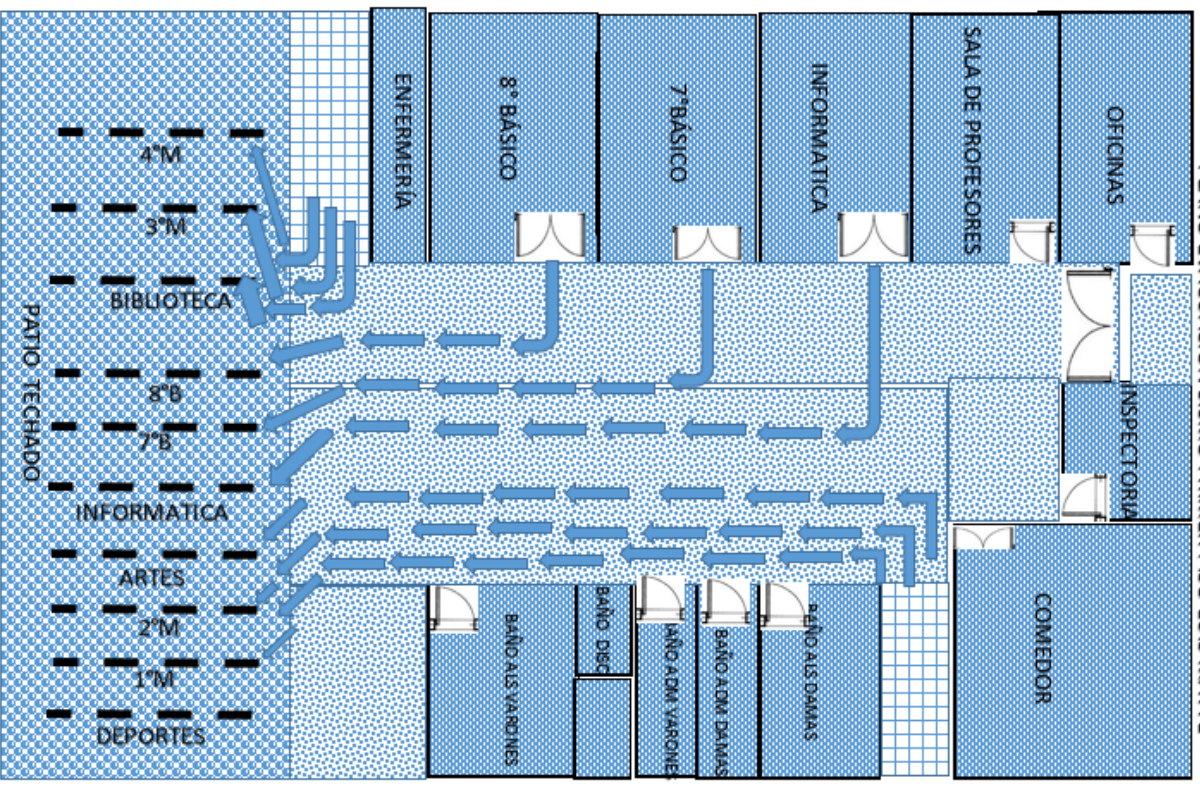 ENFERMERÍA
8° BÁSICO
7°BÁSICO
INFORMATICA
SALA DE PROFESORES
OFICINAS
4°M
3°M
BIBLIOTECA
PATIO TECHADO
8°B
7°B
INFORMATICA
ARTES
2°M
1°M
DEPORTES
INSPECTORIA
BAÑO ALS VARONES
BAÑO DISC
BAÑO ADM VARONES
BAÑO ADM DAMAS
BAÑO ALS DAMAS
COMEDOR